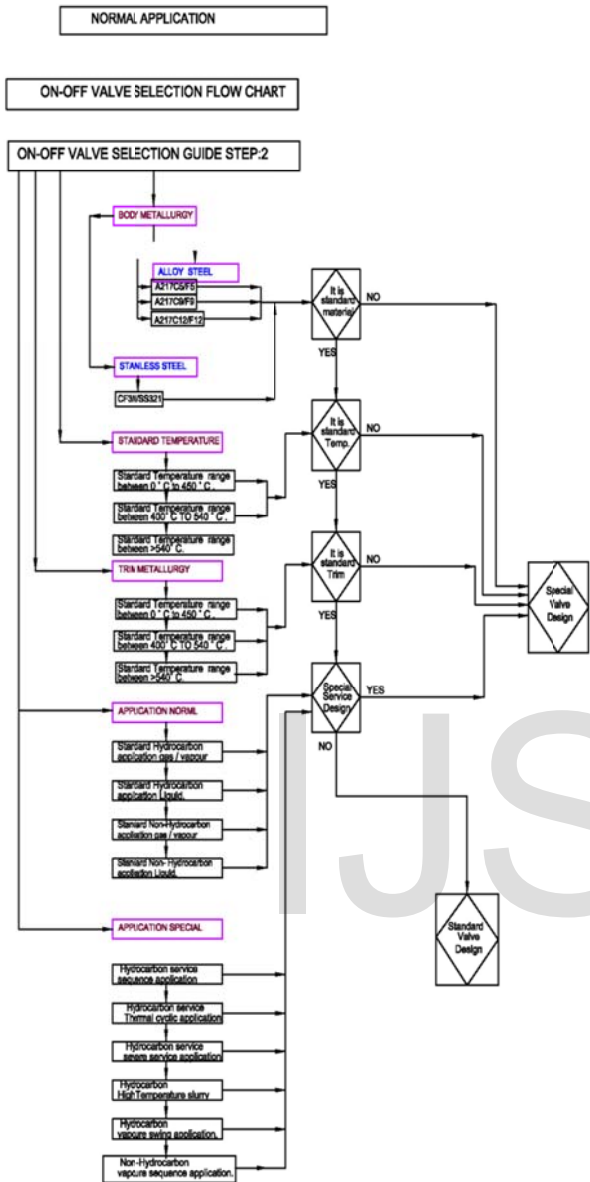 NORMAL APPLICATION
ON-OFF VALVE SELECTION FLOW CHART
ON-OFF VALVE SELECTION GUIDE STEP:2
BODY METALLURGY
ALLOY STEEL
A217C5/F5
A217C9/F9
A217C12/F12
It is
standard
material
NO
YES
STANLESS STEEL
CF3M/SS321
STANDARD TEMPERATURE
It is
standard
Temp.
NO
YES
Standard Temperature range
between 0° C to 450° C .
Standard Temperature range
between 400° C TO 540° C .
Standard Temperature range
between >540° C.
TRIM METALLURGY
It is
standard
Trim
NO
YES
Standard Temperature range
between 0° C to 450° C .
Standard Temperature range
between 400° C TO 540° C .
Standard Temperature range
between >540° C.
Special
Valve
Design
APPLICATION NORML
Special
Service
Design
YES
NO
Standard Hydrocarbon
application gas / vapour
Standard Hydrocarbon
application Liquid.
Standard Non-Hydrocarbon
appliation gas / vapour
Standard Non- Hydrocarbon
appliation Liquid.
IJS
Standard
Valve
Design
APPLICATION SPECIAL
Hydrocarbon service
sequence application
Hydrocarbon service
Thermal cyclic application
Hydrocarbon service
severe service application
Hydrocarbon
HighTemperature slurry
Hydrocarbon
vapoure swing application.
Non-Hydrocarbon
vapoure sequence application.